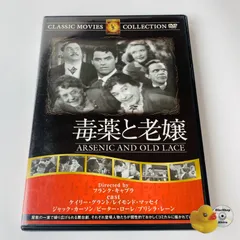 CLASSIC MOVIES COLLECTION
DVD
毒薬と老嬢
ARSENIC AND OLD LACE
Directed by
フランク・キャプラ
CAST
ケイリー・グラント/レイモンド・マッセイ
ジャック・カーソン/ピーター・ローレ/プリシラ・レーン